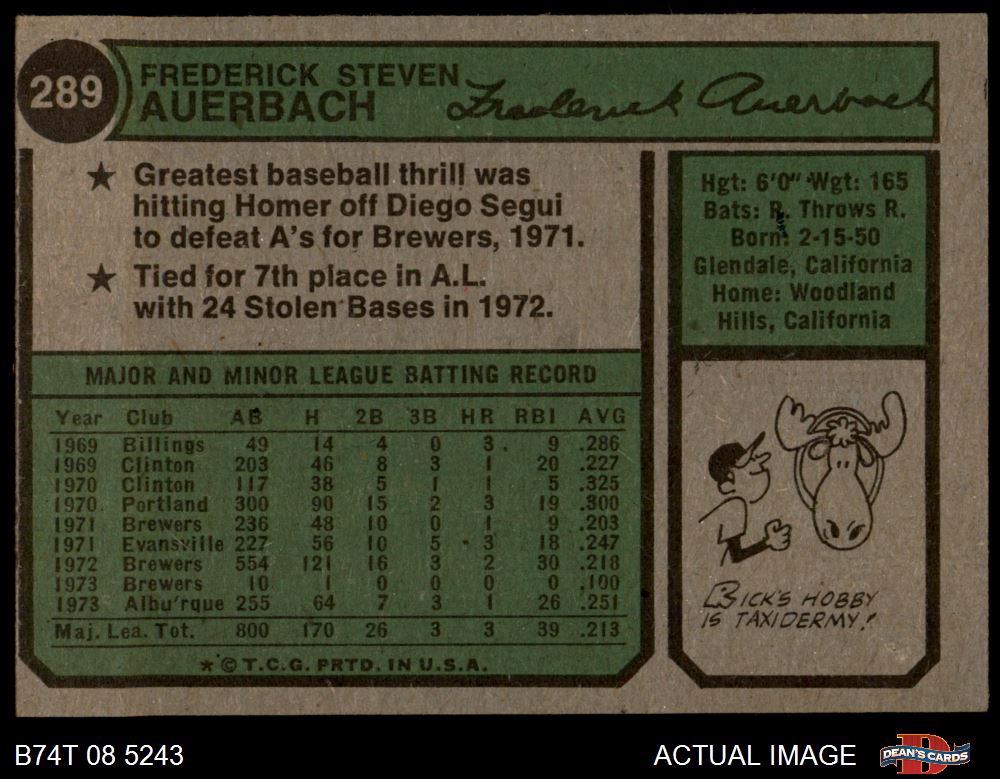 289
FREDERICK STEVEN
AUERBACH
Frederick Auerbach
★ Greatest baseball thrill was
hitting Homer off Diego Segui
to defeat A's for Brewers, 1971.
★ Tied for 7th place in A.L.
with 24 Stolen Bases in 1972.
Hgt: 6'0" Wgt: 165
Bats: R. Throws R.
Born: 2-15-50
Glendale, California
Home: Woodland
Hills, California
MAJOR AND MINOR LEAGUE BATTING RECORD
Year Club AB H 2B 3B HR RBI AVG
1969 Billings 49 14 4 0 3 9 .286
1969 Clinton 203 46 8 3 1 20 .227
1970 Clinton 117 38 5 1 1 5 .325
1970 Portland 300 90 15 2 3 19 .300
1971 Brewers 236 48 10 0 1 9 .203
1971 Evansville 227 56 10 5 3 18 .247
1972 Brewers 554 121 16 3 2 30 .218
1973 Brewers 10 1 0 0 0 0 .100
1973 Albu'rque 255 64 7 3 1 26 .251
Maj. Lea. Tot. 800 170 26 3 3 39 .213
★ © T.C.G. PRTD. IN U.S.A.
RICK'S HOBBY
IS TAXIDERMY!
B74T 08 5243
ACTUAL IMAGE
DEAN'S CARDS